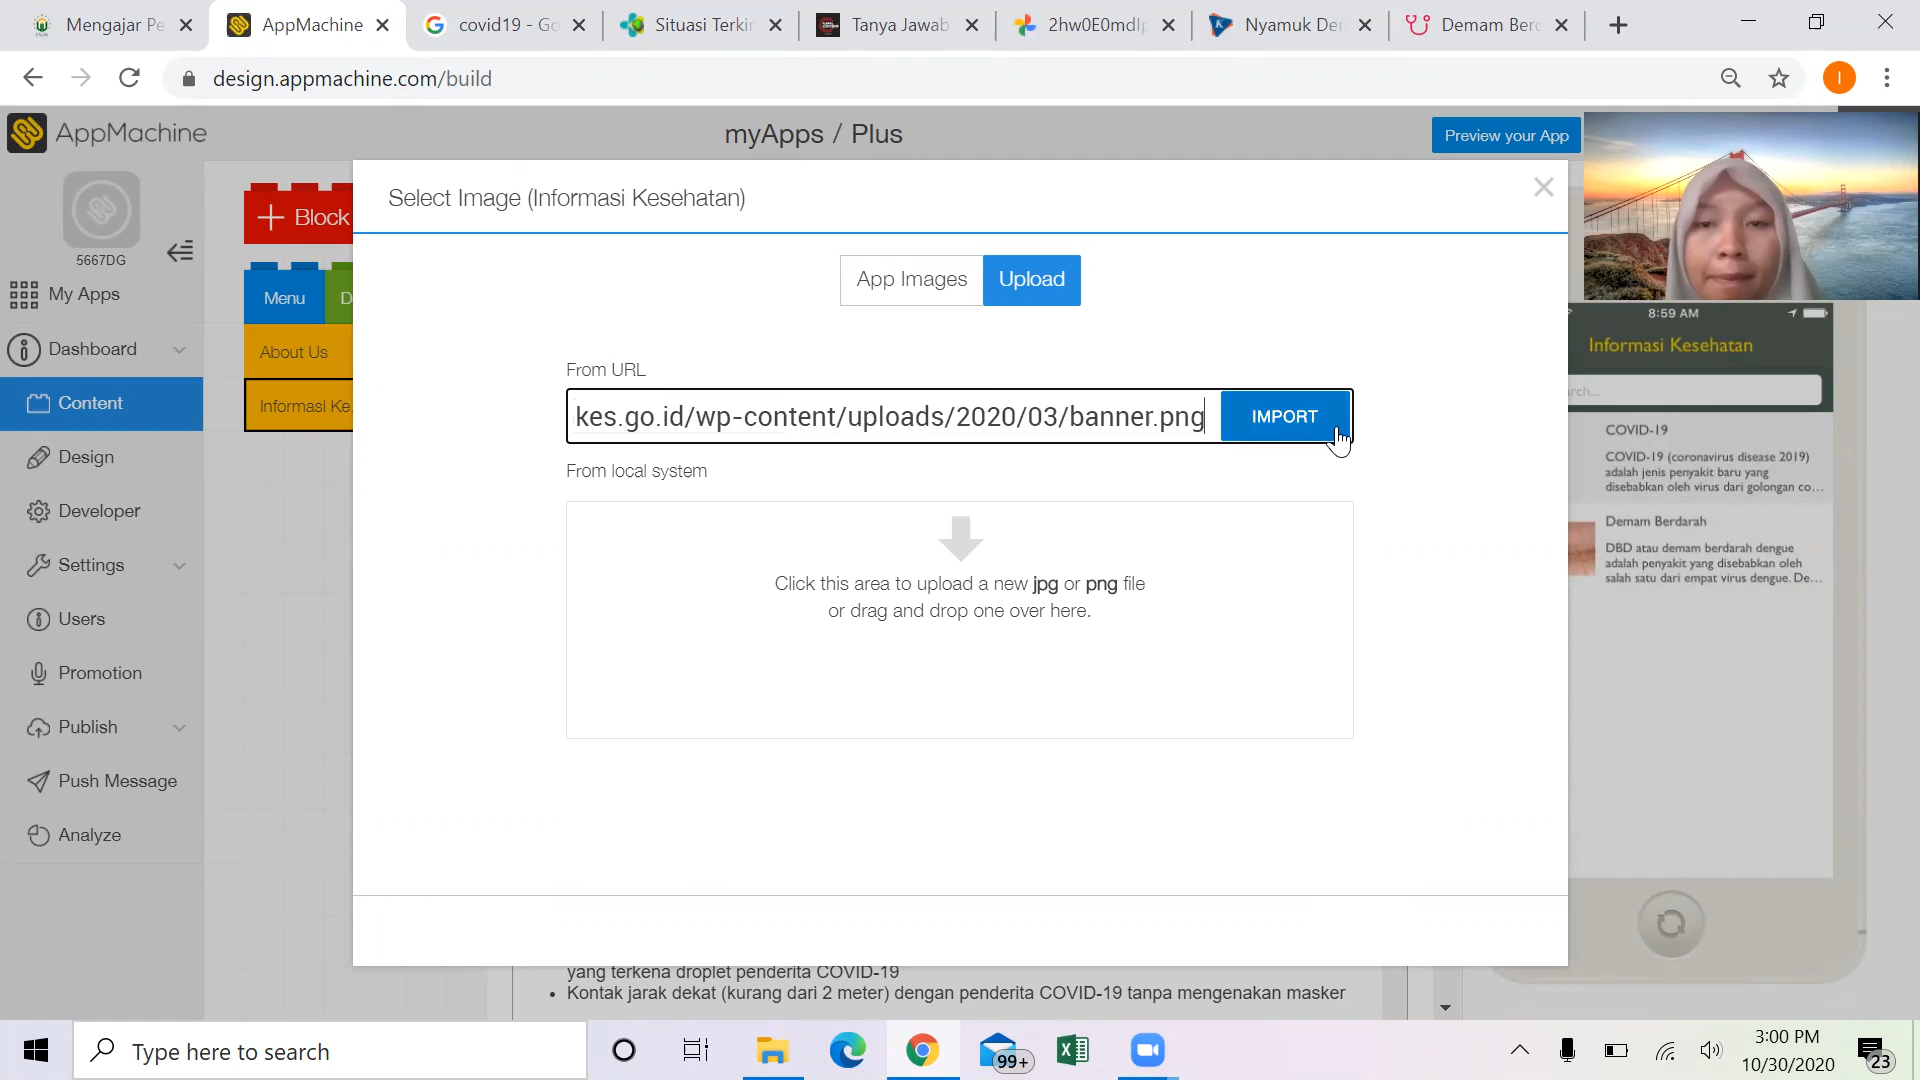 Mengajar Pe
AppMachine
covid19 - Go
Situasi Terkin
Tanya Jawab
2hw0E0mdIp
Nyamuk De
Demam Berd
design.appmachine.com/build
AppMachine
myApps / Plus
Preview your App
5667DG
My Apps
Dashboard
Content
Design
Developer
Settings
Users
Promotion
Publish
Push Message
Analyze
Block
Menu
D
About Us
Informasi Ke
Select Image (Informasi Kesehatan)
App Images
Upload
From URL
kes.go.id/wp-content/uploads/2020/03/banner.png
IMPORT
From local system
Click this area to upload a new jpg or png file
or drag and drop one over here.
8:59 AM
Informasi Kesehatan
rch...
COVID-19
COVID-19 (coronavirus disease 2019)
adalah jenis penyakit baru yang
disebabkan oleh virus dari golongan co...
Demam Berdarah
DBD atau demam berdarah dengue
adalah penyakit yang disebabkan oleh
salah satu dari empat virus dengue. De...
yang terkena droplet penderita COVID-19
• Kontak jarak dekat (kurang dari 2 meter) dengan penderita COVID-19 tanpa mengenakan masker
Type here to search
99+
3:00 PM
10/30/2020
23